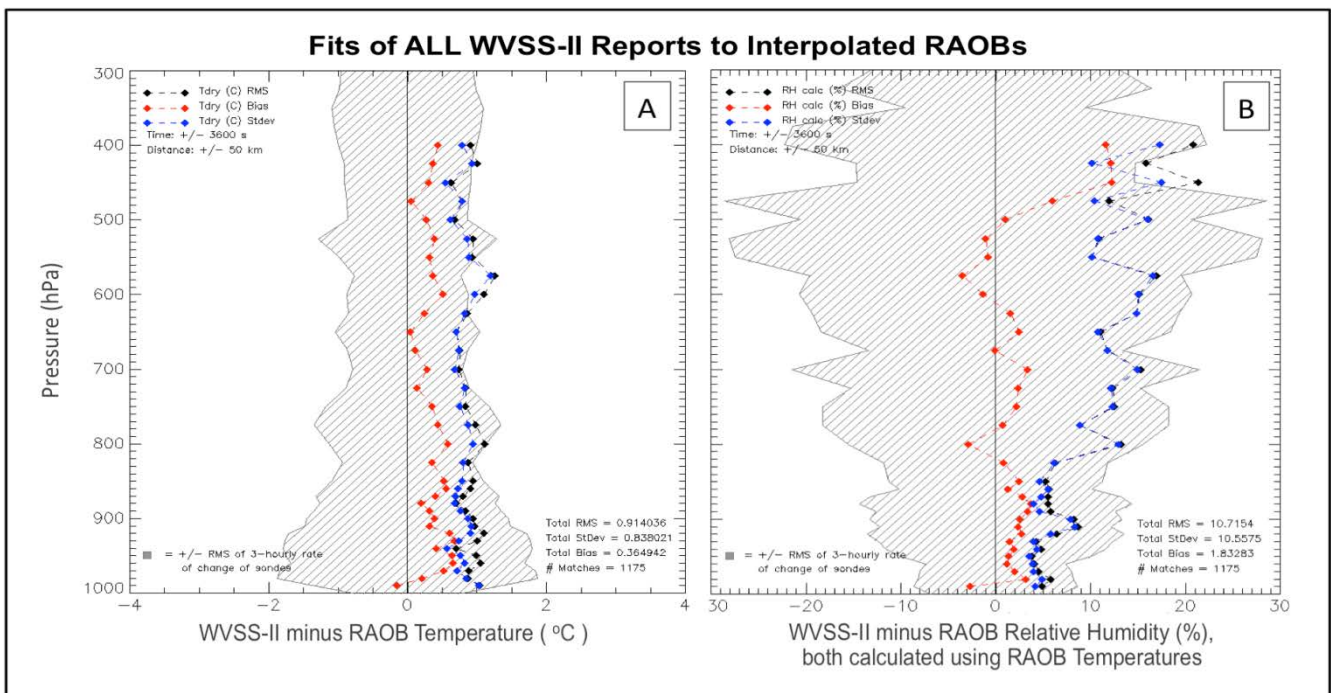 Fits of ALL WVSS-II Reports to Interpolated RAOBs
Pressure (hPa)
300
400
500
600
700
800
900
1000
Tdry (C) RMS
Tdry (C) Bias
Tdry (C) Stdev
Time: +/− 3600 s
Distance: +/− 50 km
A
Total RMS = 0.914036
Total StDev = 0.838021
Total Bias = 0.364942
# Matches = 1175
= +/− RMS of 3-hourly rate
of change of sondes
−4
−2
0
2
4
WVSS-II minus RAOB Temperature ( °C )
RH calc (%) RMS
RH calc (%) Bias
RH calc (%) Stdev
Time: +/− 3600 s
Distance: +/− 50 km
B
Total RMS = 10.7154
Total StDev = 10.5575
Total Bias = 1.83283
# Matches = 1175
= +/− RMS of 3-hourly rate
of change of sondes
30
−20
−10
0
10
20
30
WVSS-II minus RAOB Relative Humidity (%),
both calculated using RAOB Temperatures